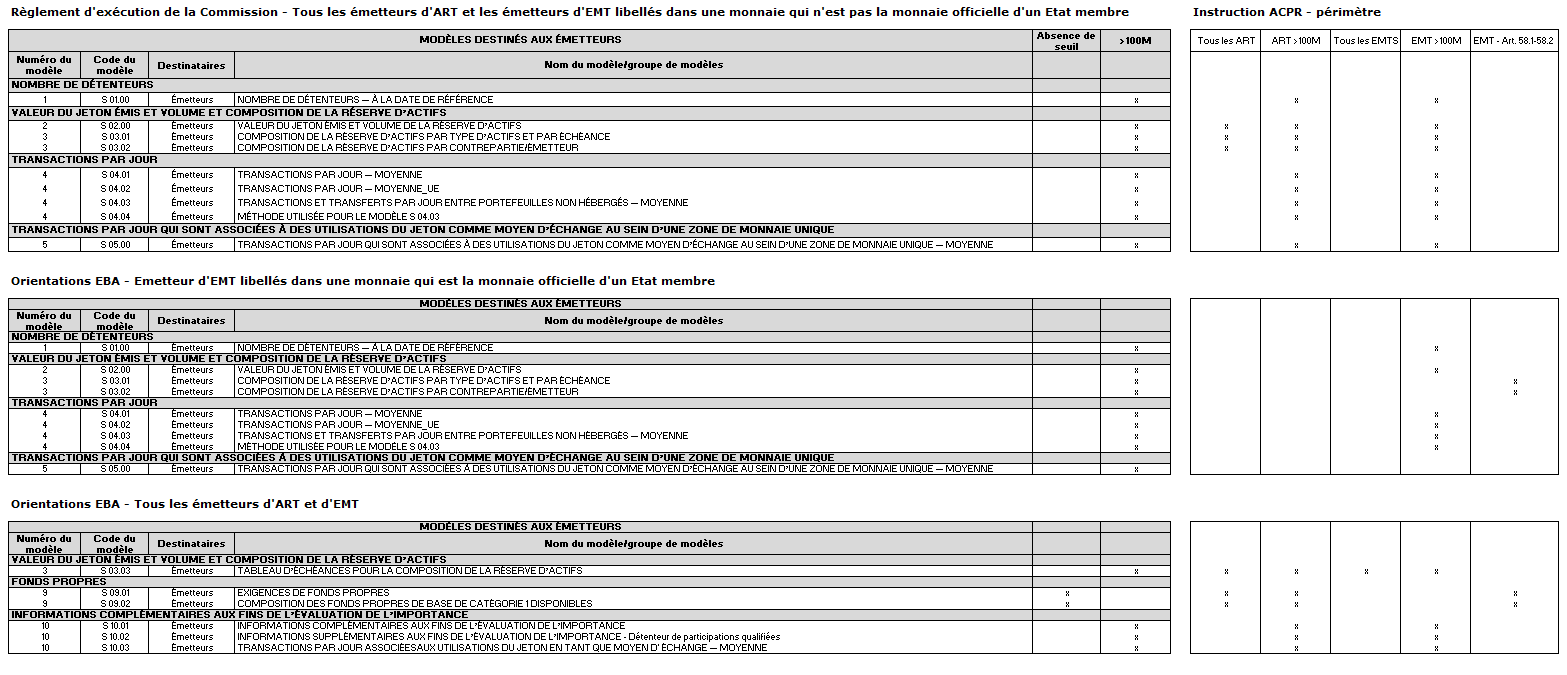 Règlement d'exécution de la Commission - Tous les émetteurs d'ART et les émetteurs d'EMT libellés dans une monnaie qui n'est pas la monnaie officielle d'un Etat membre Instruction ACPR - périmètre
MODÈLES DESTINÉS AUX ÉMETTEURS Absence de seuil >100M Tous les ART ART >100M Tous les EMTS EMT >100M EMT - Art. 58.1-58.2
Numéro du modèle Code du modèle Destinataires Nom du modèle/groupe de modèles
NOMBRE DE DÉTENTEURS
1 S 01.00 Émetteurs NOMBRE DE DÉTENTEURS – À LA DATE DE RÉFÉRENCE x x x
VALEUR DU JETON ÉMIS ET VOLUME ET COMPOSITION DE LA RÉSERVE D'ACTIFS
2 S 02.00 Émetteurs VALEUR DU JETON ÉMIS ET VOLUME DE LA RÉSERVE D'ACTIFS x x x x
3 S 03.01 Émetteurs COMPOSITION DE LA RÉSERVE D'ACTIFS PAR TYPE D'ACTIFS ET PAR ÉCHÉANCE x x x x
3 S 03.02 Émetteurs COMPOSITION DE LA RÉSERVE D'ACTIFS PAR CONTREPARTIE/ÉMETTEUR x x x x
TRANSACTIONS PAR JOUR
4 S 04.01 Émetteurs TRANSACTIONS PAR JOUR – MOYENNE x x x
4 S 04.02 Émetteurs TRANSACTIONS PAR JOUR – MOYENNE_UE x x x
4 S 04.03 Émetteurs TRANSACTIONS ET TRANSFERTS PAR JOUR ENTRE PORTEFEUILLES NON HÉBERGÉS – MOYENNE x x x
4 S 04.04 Émetteurs MÉTHODE UTILISÉE POUR LE MODÈLE S 04.03 x x x
TRANSACTIONS PAR JOUR QUI SONT ASSOCIÉES À DES UTILISATIONS DU JETON COMME MOYEN D'ÉCHANGE AU SEIN D'UNE ZONE DE MONNAIE UNIQUE
5 S 05.00 Émetteurs TRANSACTIONS PAR JOUR QUI SONT ASSOCIÉES À DES UTILISATIONS DU JETON COMME MOYEN D'ÉCHANGE AU SEIN D'UNE ZONE DE MONNAIE UNIQUE – MOYENNE x x x
Orientations EBA - Emetteur d'EMT libellés dans une monnaie qui est la monnaie officielle d'un Etat membre
MODÈLES DESTINÉS AUX ÉMETTEURS
Numéro du modèle Code du modèle Destinataires Nom du modèle/groupe de modèles
NOMBRE DE DÉTENTEURS
1 S 01.00 Émetteurs NOMBRE DE DÉTENTEURS – À LA DATE DE RÉFÉRENCE x x
VALEUR DU JETON ÉMIS ET VOLUME ET COMPOSITION DE LA RÉSERVE D'ACTIFS
2 S 02.00 Émetteurs VALEUR DU JETON ÉMIS ET VOLUME DE LA RÉSERVE D'ACTIFS x x
3 S 03.01 Émetteurs COMPOSITION DE LA RÉSERVE D'ACTIFS PAR TYPE D'ACTIFS ET PAR ÉCHÉANCE x x
3 S 03.02 Émetteurs COMPOSITION DE LA RÉSERVE D'ACTIFS PAR CONTREPARTIE/ÉMETTEUR x x
TRANSACTIONS PAR JOUR
4 S 04.01 Émetteurs TRANSACTIONS PAR JOUR – MOYENNE x x
4 S 04.02 Émetteurs TRANSACTIONS PAR JOUR – MOYENNE_UE x x
4 S 04.03 Émetteurs TRANSACTIONS ET TRANSFERTS PAR JOUR ENTRE PORTEFEUILLES NON HÉBERGÉS – MOYENNE x x
4 S 04.04 Émetteurs MÉTHODE UTILISÉE POUR LE MODÈLE S 04.03 x x
TRANSACTIONS PAR JOUR QUI SONT ASSOCIÉES À DES UTILISATIONS DU JETON COMME MOYEN D'ÉCHANGE AU SEIN D'UNE ZONE DE MONNAIE UNIQUE
5 S 05.00 Émetteurs TRANSACTIONS PAR JOUR QUI SONT ASSOCIÉES À DES UTILISATIONS DU JETON COMME MOYEN D'ÉCHANGE AU SEIN D'UNE ZONE DE MONNAIE UNIQUE – MOYENNE x
Orientations EBA - Tous les émetteurs d'ART et d'EMT
MODÈLES DESTINÉS AUX ÉMETTEURS
Numéro du modèle Code du modèle Destinataires Nom du modèle/groupe de modèles
VALEUR DU JETON ÉMIS ET VOLUME ET COMPOSITION DE LA RÉSERVE D'ACTIFS
3 S 03.03 Émetteurs TABLEAU D'ÉCHÉANCES POUR LA COMPOSITION DE LA RÉSERVE D'ACTIFS x x x x x
FONDS PROPRES
9 S 09.01 Émetteurs EXIGENCES DE FONDS PROPRES x x x x
9 S 09.02 Émetteurs COMPOSITION DES FONDS PROPRES DE BASE DE CATÉGORIE 1 DISPONIBLES x x x x
INFORMATIONS COMPLÉMENTAIRES AUX FINS DE L'ÉVALUATION DE L'IMPORTANCE
10 S 10.01 Émetteurs INFORMATIONS COMPLÉMENTAIRES AUX FINS DE L'ÉVALUATION DE L'IMPORTANCE x x x
10 S 10.02 Émetteurs INFORMATIONS SUPPLÉMENTAIRES AUX FINS DE L'ÉVALUATION DE L'IMPORTANCE - Détenteur de participations qualifiées x x x
10 S 10.03 Émetteurs TRANSACTIONS PAR JOUR ASSOCIÉESAUX UTILISATIONS DU JETON EN TANT QUE MOYEN D' ÉCHANGE – MOYENNE x x x